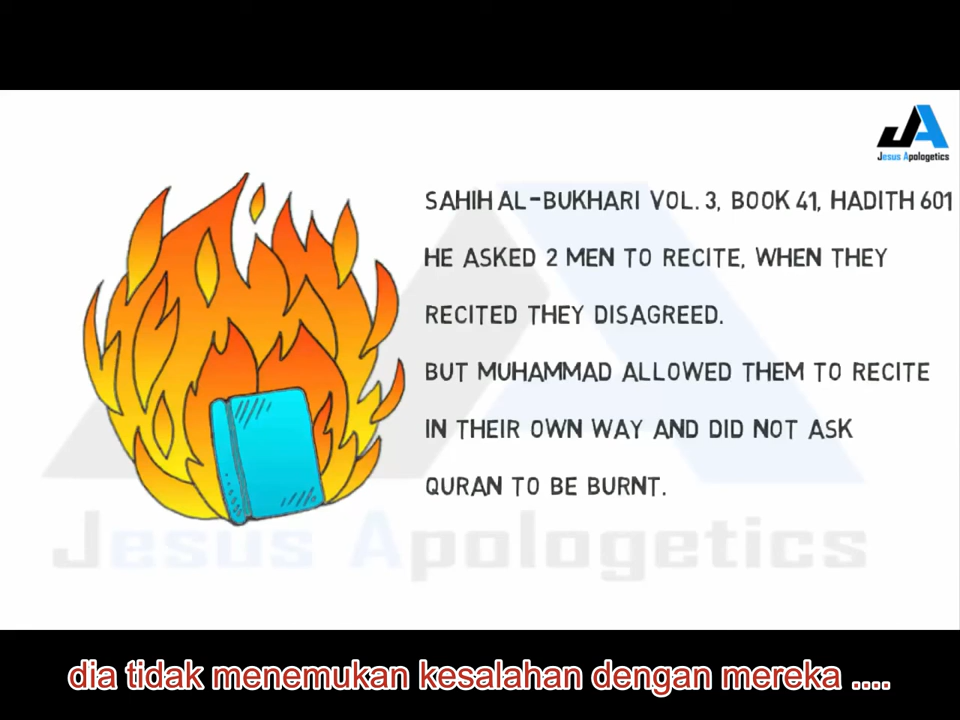 JA
Jesus Apologetics
SAHIH AL-BUKHARI VOL. 3, BOOK 41, HADITH 601
HE ASKED 2 MEN TO RECITE, WHEN THEY
RECITED THEY DISAGREED.
BUT MUHAMMAD ALLOWED THEM TO RECITE
IN THEIR OWN WAY AND DID NOT ASK
QURAN TO BE BURNT.
Jesus Apologetics
dia tidak menemukan kesalahan dengan mereka ....